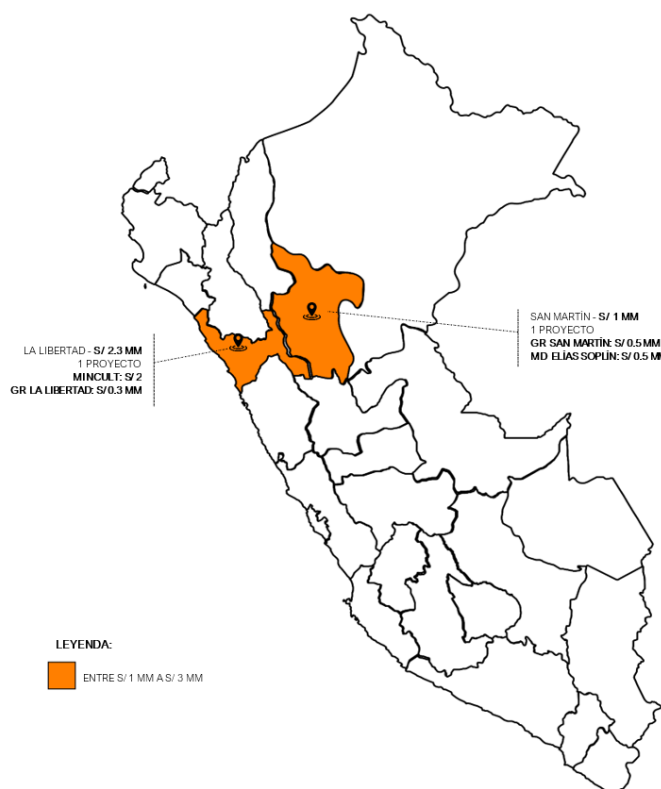 SAN MARTÍN - S/ 1 MM
1 PROYECTO
GR SAN MARTÍN: S/ 0.5 MM
MD ELÍAS SOPLÍN: S/ 0.5 M
LA LIBERTAD - S/ 2.3 MM
1 PROYECTO
MINCULT: S/ 2
GR LA LIBERTAD: S/ 0.3 MM
LEYENDA:
ENTRE S/ 1 MM A S/ 3 MM